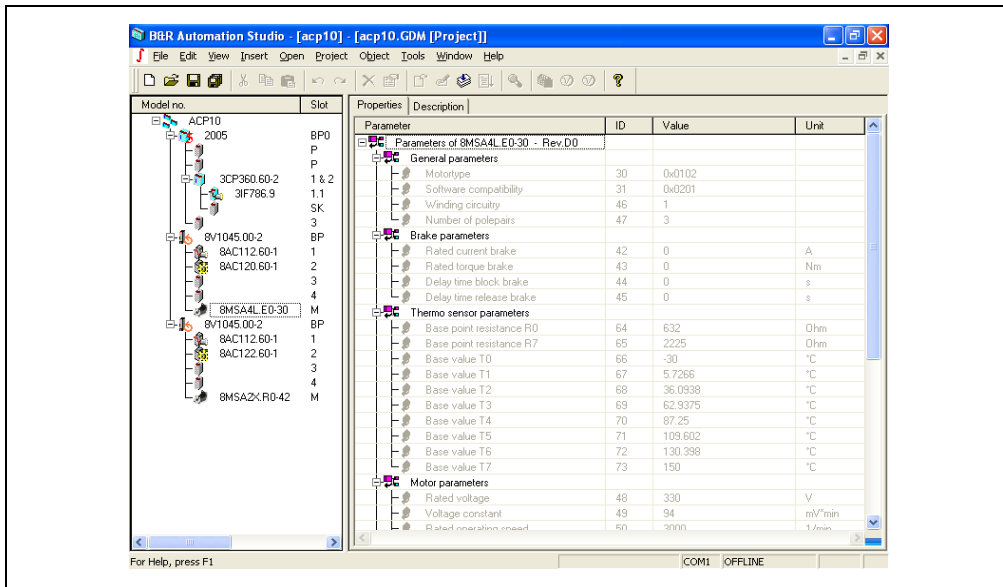 B&R Automation Studio - [acp10] - [acp10.GDM [Project]]
File Edit View Insert Open Project Object Tools Window Help
Model no. Slot
ACP10
2005 BP0
P
P
3CP360.60-2 1 & 2
3IF786.9 1.1
SK
3
8V1045.00-2 BP
8AC112.60-1 1
8AC120.60-1 2
3
4
8MSA4L.E0-30 M
8V1045.00-2 BP
8AC112.60-1 1
8AC122.60-1 2
3
4
8MSA2X.R0-42 M
Properties Description
Parameter ID Value Unit
Parameters of 8MSA4L.E0-30 - Rev.D0
General parameters
Motortype 30 0x0102
Software compatibility 31 0x0201
Winding circuitry 46 1
Number of polepairs 47 3
Brake parameters
Rated current brake 42 0 A
Rated torque brake 43 0 Nm
Delay time block brake 44 0 s
Delay time release brake 45 0 s
Thermo sensor parameters
Base point resistance R0 64 632 Ohm
Base point resistance R7 65 2225 Ohm
Base value T0 66 -30 °C
Base value T1 67 5.7266 °C
Base value T2 68 36.0938 °C
Base value T3 69 62.9375 °C
Base value T4 70 87.25 °C
Base value T5 71 109.602 °C
Base value T6 72 130.398 °C
Base value T7 73 150 °C
Motor parameters
Rated voltage 48 330 V
Voltage constant 49 94 mV*min
Rated operating speed 50 3000 1/min
For Help, press F1 COM1 OFFLINE